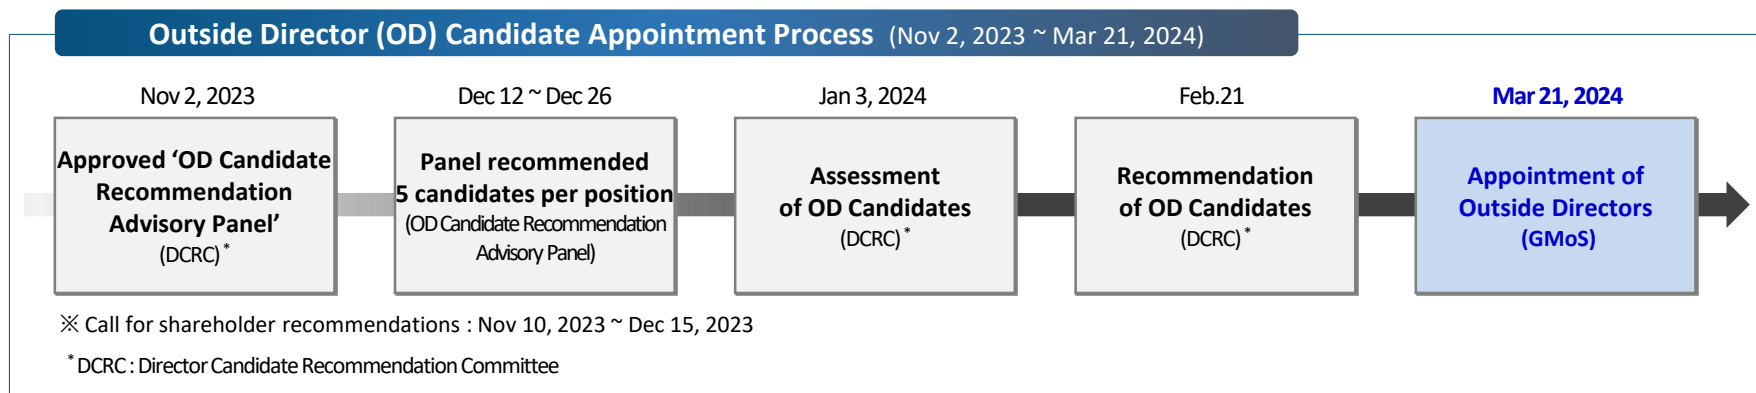 Outside Director (OD) Candidate Appointment Process (Nov 2, 2023 ~ Mar 21, 2024)
Nov 2, 2023
Approved ‘OD Candidate
Recommendation
Advisory Panel’
(DCRC) *
Dec 12 ~ Dec 26
Panel recommended
5 candidates per position
(OD Candidate Recommendation
Advisory Panel)
Jan 3, 2024
Assessment
of OD Candidates
(DCRC) *
Feb.21
Recommendation
of OD Candidates
(DCRC) *
Mar 21, 2024
Appointment of
Outside Directors
(GMoS)
※ Call for shareholder recommendations : Nov 10, 2023 ~ Dec 15, 2023
* DCRC : Director Candidate Recommendation Committee